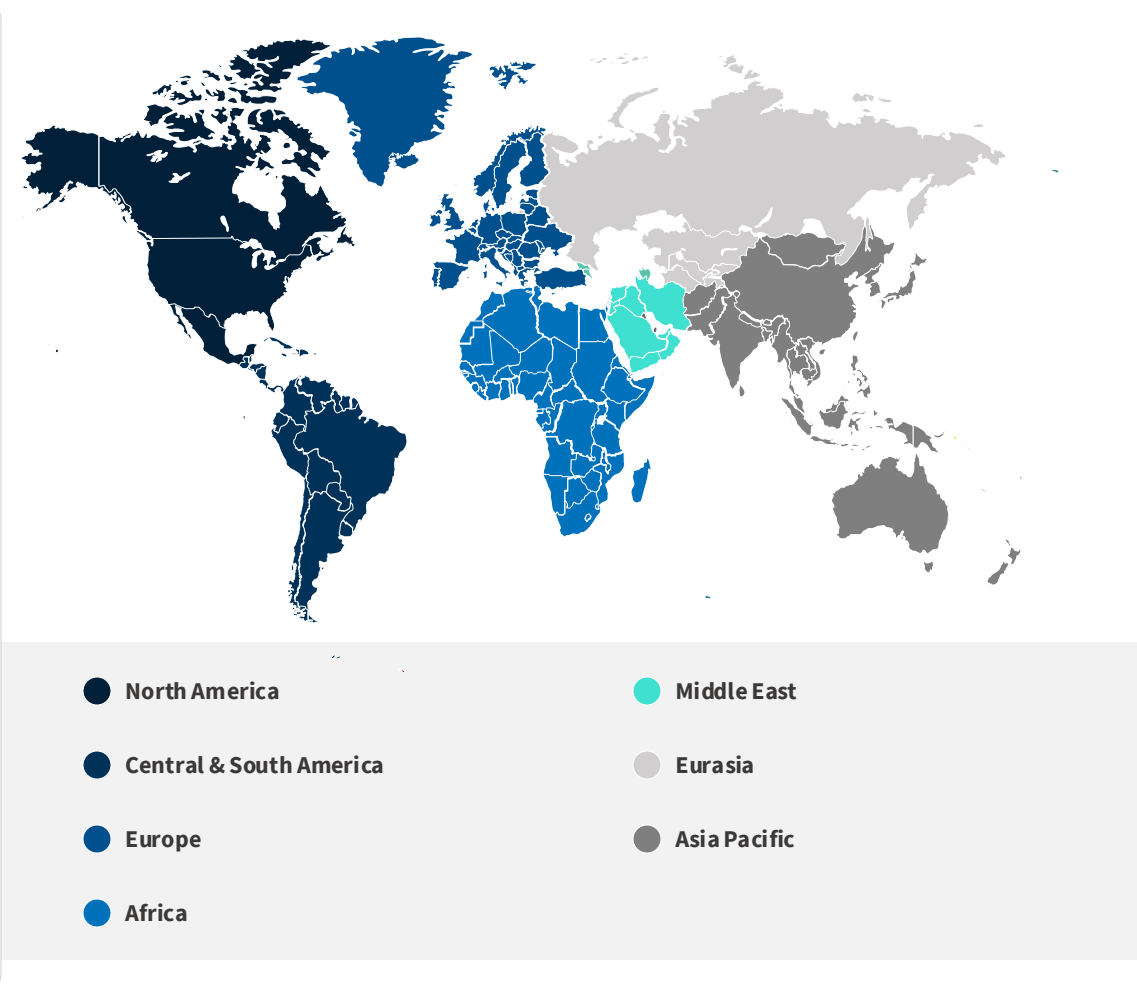 North America
Central & South America
Europe
Africa
Middle East
Eurasia
Asia Pacific